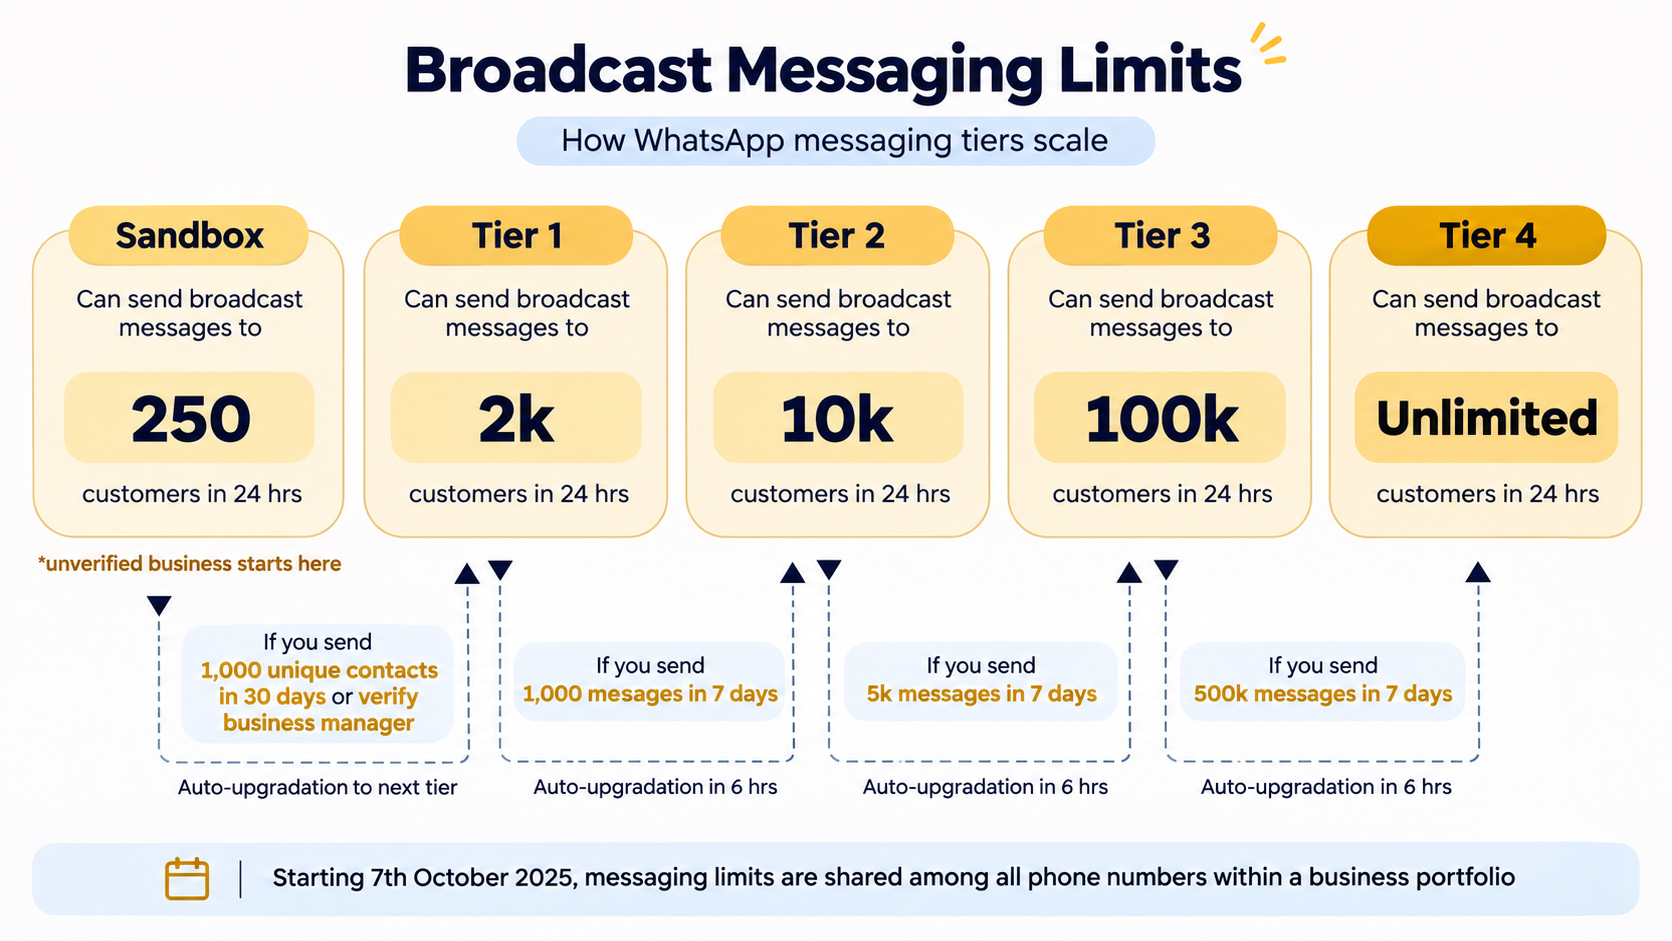 Broadcast Messaging Limits
How WhatsApp messaging tiers scale
Sandbox
Can send broadcast
messages to
250
customers in 24 hrs
*unverified business starts here
Tier 1
Can send broadcast
messages to
2k
customers in 24 hrs
Tier 2
Can send broadcast
messages to
10k
customers in 24 hrs
Tier 3
Can send broadcast
messages to
100k
customers in 24 hrs
Tier 4
Can send broadcast
messages to
Unlimited
customers in 24 hrs
If you send
1,000 unique contacts
in 30 days or verify
business manager
Auto-upgradation to next tier
If you send
1,000 mesages in 7 days
Auto-upgradation in 6 hrs
If you send
5k messages in 7 days
Auto-upgradation in 6 hrs
If you send
500k messages in 7 days
Auto-upgradation in 6 hrs
Starting 7th October 2025, messaging limits are shared among all phone numbers within a business portfolio